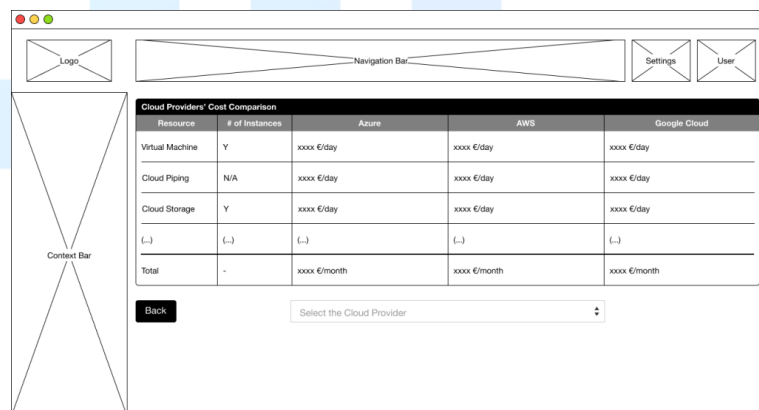 Logo
Navigation Bar
Settings
User
Cloud Providers' Cost Comparison
Resource # of Instances Azure AWS Google Cloud
Virtual Machine Y xxxx €/day xxxx €/day xxxx €/day
Cloud Piping N/A xxxx €/day xxxx €/day xxxx €/day
Cloud Storage Y xxxx €/day xxxx €/day xxxx €/day
(...) (...) (...) (...) (...)
Total - xxxx €/month xxxx €/month xxxx €/month
Context Bar
Back
Select the Cloud Provider